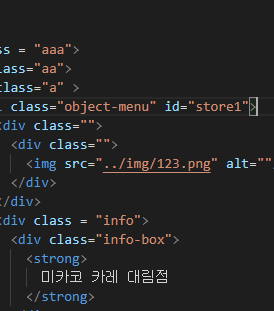 ss = "aaa">
lass="aa">
class="a" >
class="object-menu" id="store1">
<div class="">
<div class="">
<img src="../img/123.png" alt=""
</div>
</div>
<div class = "info">
<div class="info-box">
<strong>
미카코 카레 대림점
</strong>